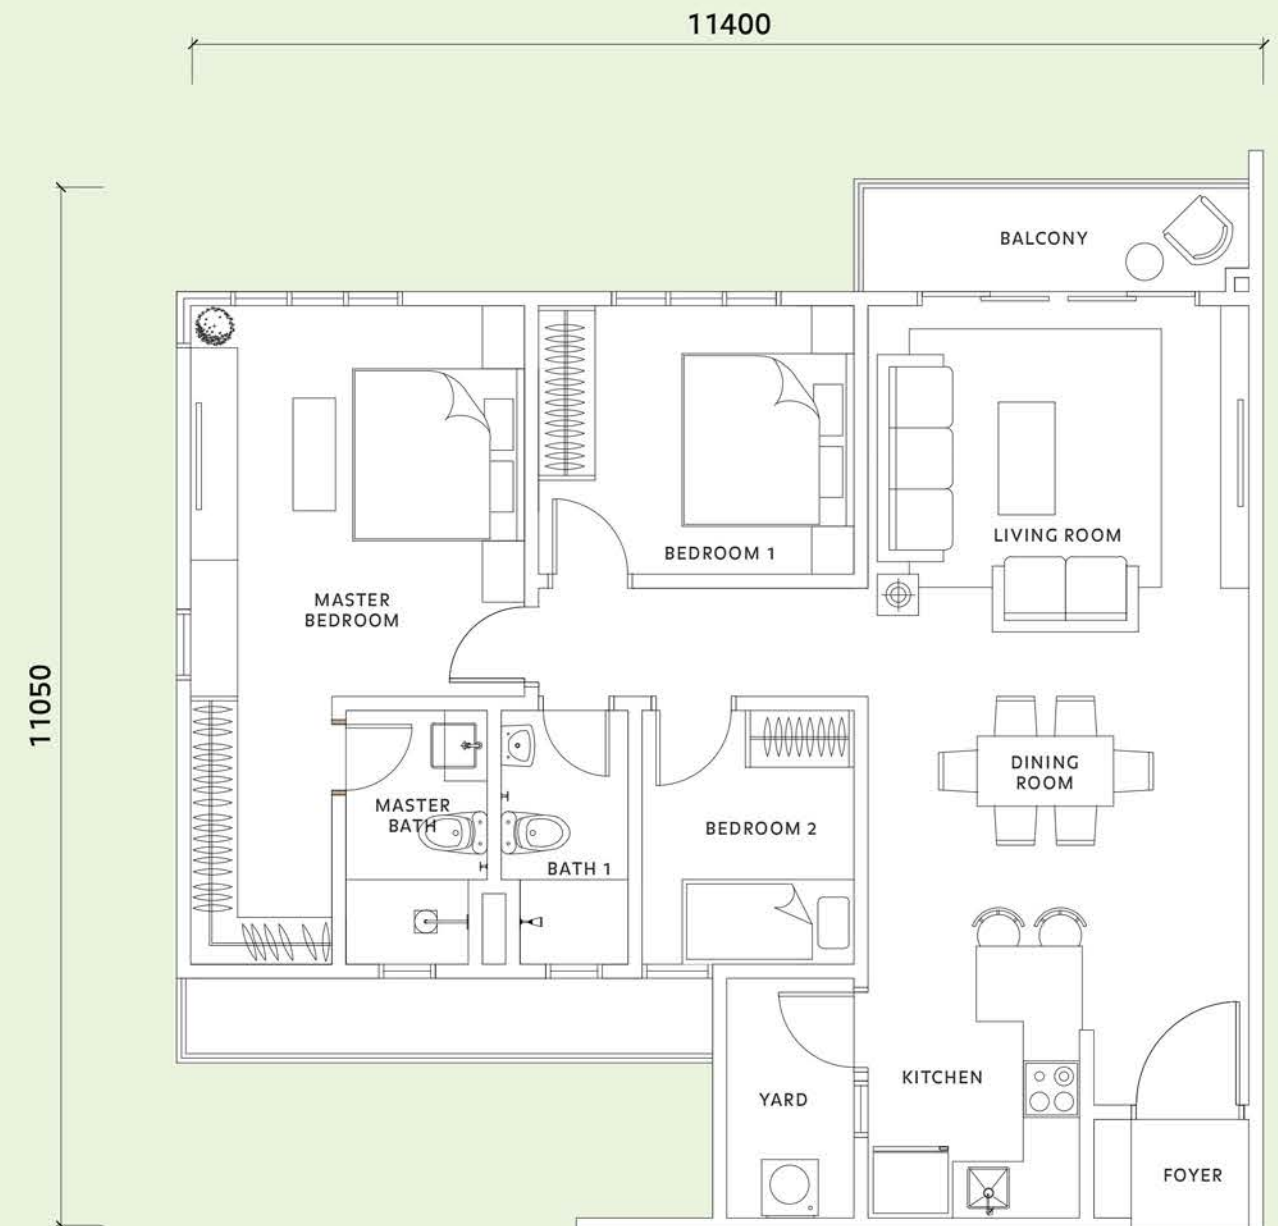 11400
BALCONY
LIVING ROOM
BEDROOM 1
MASTER
BEDROOM
11050
DINING
ROOM
MASTER
BATH
BEDROOM 2
BATH 1
KITCHEN
YARD
FOYER